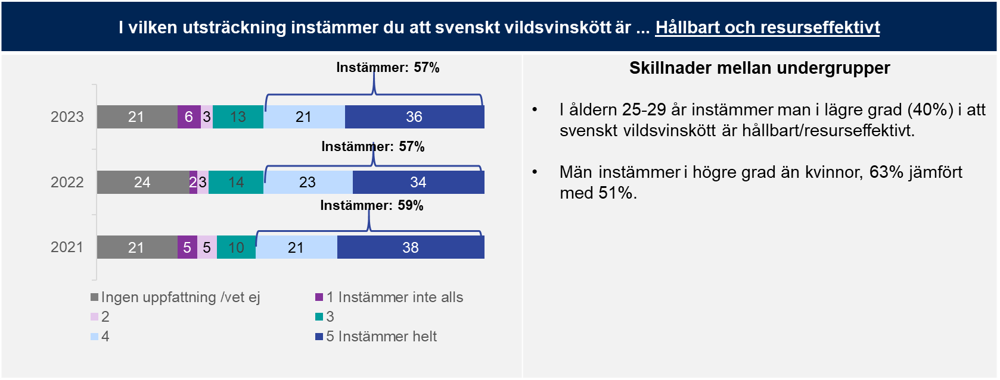 I vilken utsträckning instämmer du att svenskt vildsvinskött är ... Hållbart och resurseffektivt
Instämmer: 57%
2023
21
6
3
13
21
36
Instämmer: 57%
2022
24
2
3
14
23
34
Instämmer: 59%
2021
21
5
5
10
21
38
Ingen uppfattning /vet ej
1 Instämmer inte alls
2
3
4
5 Instämmer helt
Skillnader mellan undergrupper
• I åldern 25-29 år instämmer man i lägre grad (40%) i att
svenskt vildsvinskött är hållbart/resurseffektivt.
• Män instämmer i högre grad än kvinnor, 63% jämfört
med 51%.